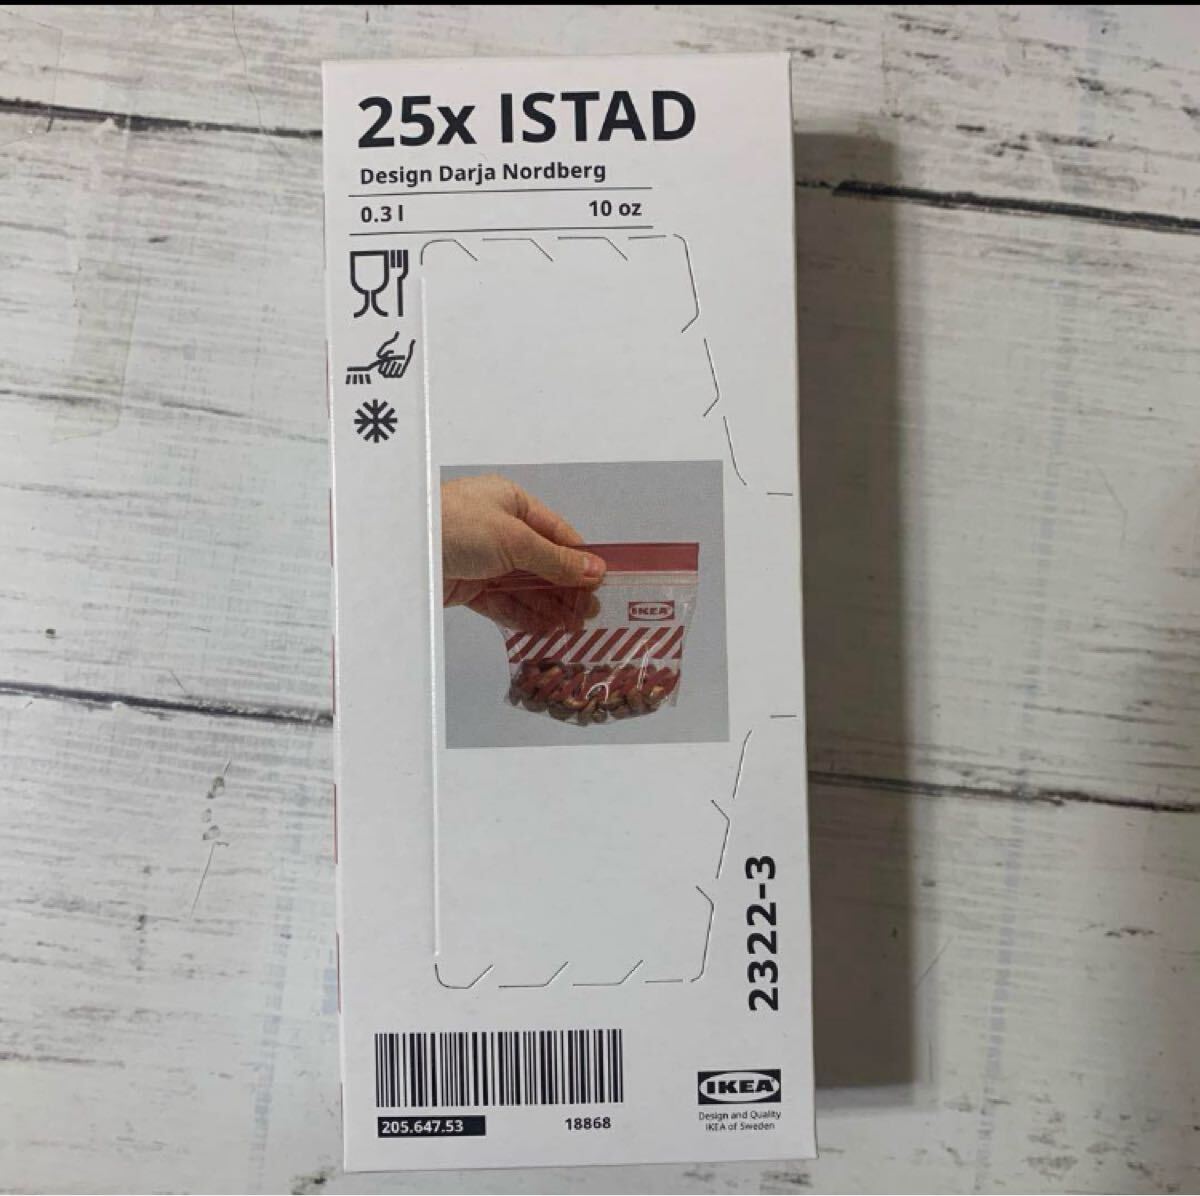 25x ISTAD
Design Darja Nordberg
0.3 l 10 oz
IKEA
2322-3
205.647.53 18868
IKEA
Design and Quality
IKEA of Sweden